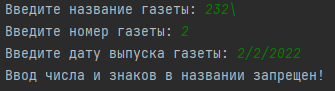 Введите название газеты: 232\
Введите номер газеты: 2
Введите дату выпуска газеты: 2/2/2022
Ввод числа и знаков в названии запрещен!